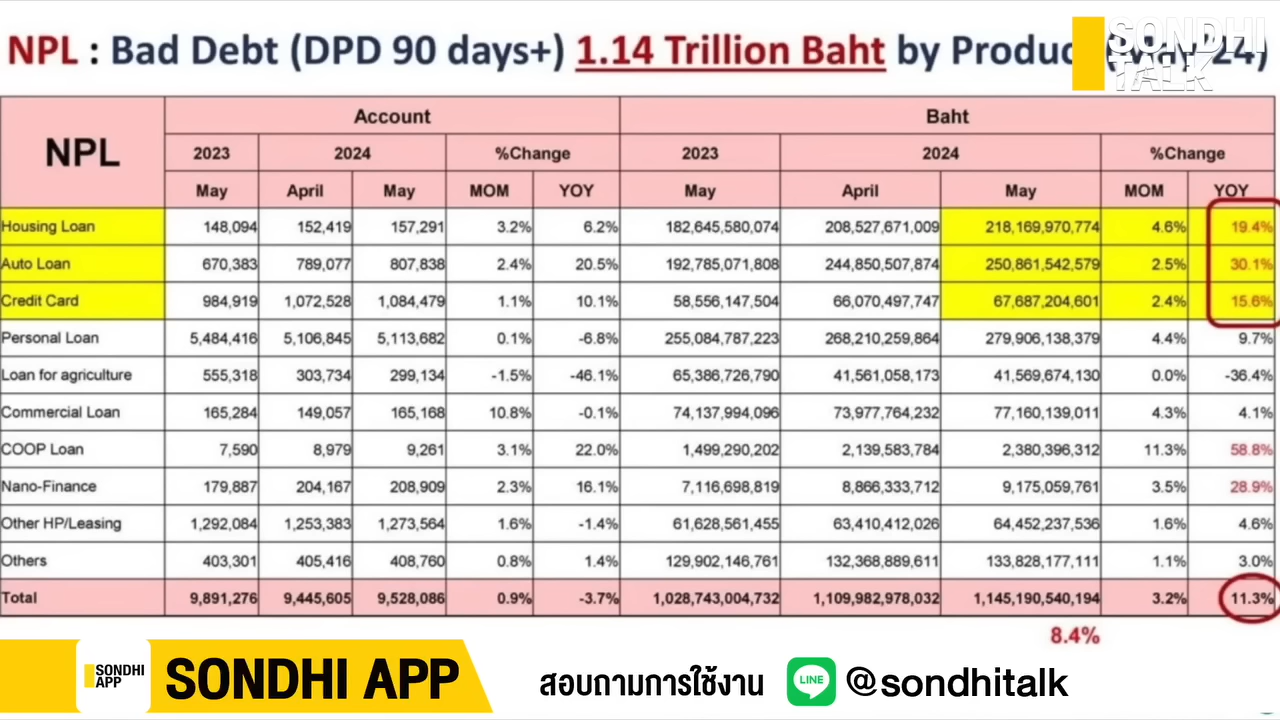 NPL : Bad Debt (DPD 90 days+) 1.14 Trillion Baht by Product (May 24)
SONDHI
TALK
NPL Account Baht
2023 2024 %Change 2023 2024 %Change
May April May MOM YOY May April May MOM YOY
Housing Loan 148,094 152,419 157,291 3.2% 6.2% 182,645,580,074 208,527,671,009 218,169,970,774 4.6% 19.4%
Auto Loan 670,383 789,077 807,838 2.4% 20.5% 192,785,071,808 244,850,507,874 250,861,542,579 2.5% 30.1%
Credit Card 984,919 1,072,528 1,084,479 1.1% 10.1% 58,556,147,504 66,070,497,747 67,687,204,601 2.4% 15.6%
Personal Loan 5,484,416 5,106,845 5,113,682 0.1% -6.8% 255,084,787,223 268,210,259,864 279,906,138,379 4.4% 9.7%
Loan for agriculture 555,318 303,734 299,134 -1.5% -46.1% 65,386,726,790 41,561,058,173 41,569,674,130 0.0% -36.4%
Commercial Loan 165,284 149,057 165,168 10.8% -0.1% 74,137,994,096 73,977,764,232 77,160,139,011 4.3% 4.1%
COOP Loan 7,590 8,979 9,261 3.1% 22.0% 1,499,290,202 2,139,583,784 2,380,396,312 11.3% 58.8%
Nano-Finance 179,887 204,167 208,909 2.3% 16.1% 7,116,698,819 8,866,333,712 9,175,059,761 3.5% 28.9%
Other HP/Leasing 1,292,084 1,253,383 1,273,564 1.6% -1.4% 61,628,561,455 63,410,412,026 64,452,237,536 1.6% 4.6%
Others 403,301 405,416 408,760 0.8% 1.4% 129,902,146,761 132,368,889,611 133,828,177,111 1.1% 3.0%
Total 9,891,276 9,445,605 9,528,086 0.9% -3.7% 1,028,743,004,732 1,109,982,978,032 1,145,190,540,194 3.2% 11.3%
8.4%
SONDHI
APP
SONDHI APP
สอบถามการใช้งาน LINE @sondhitalk